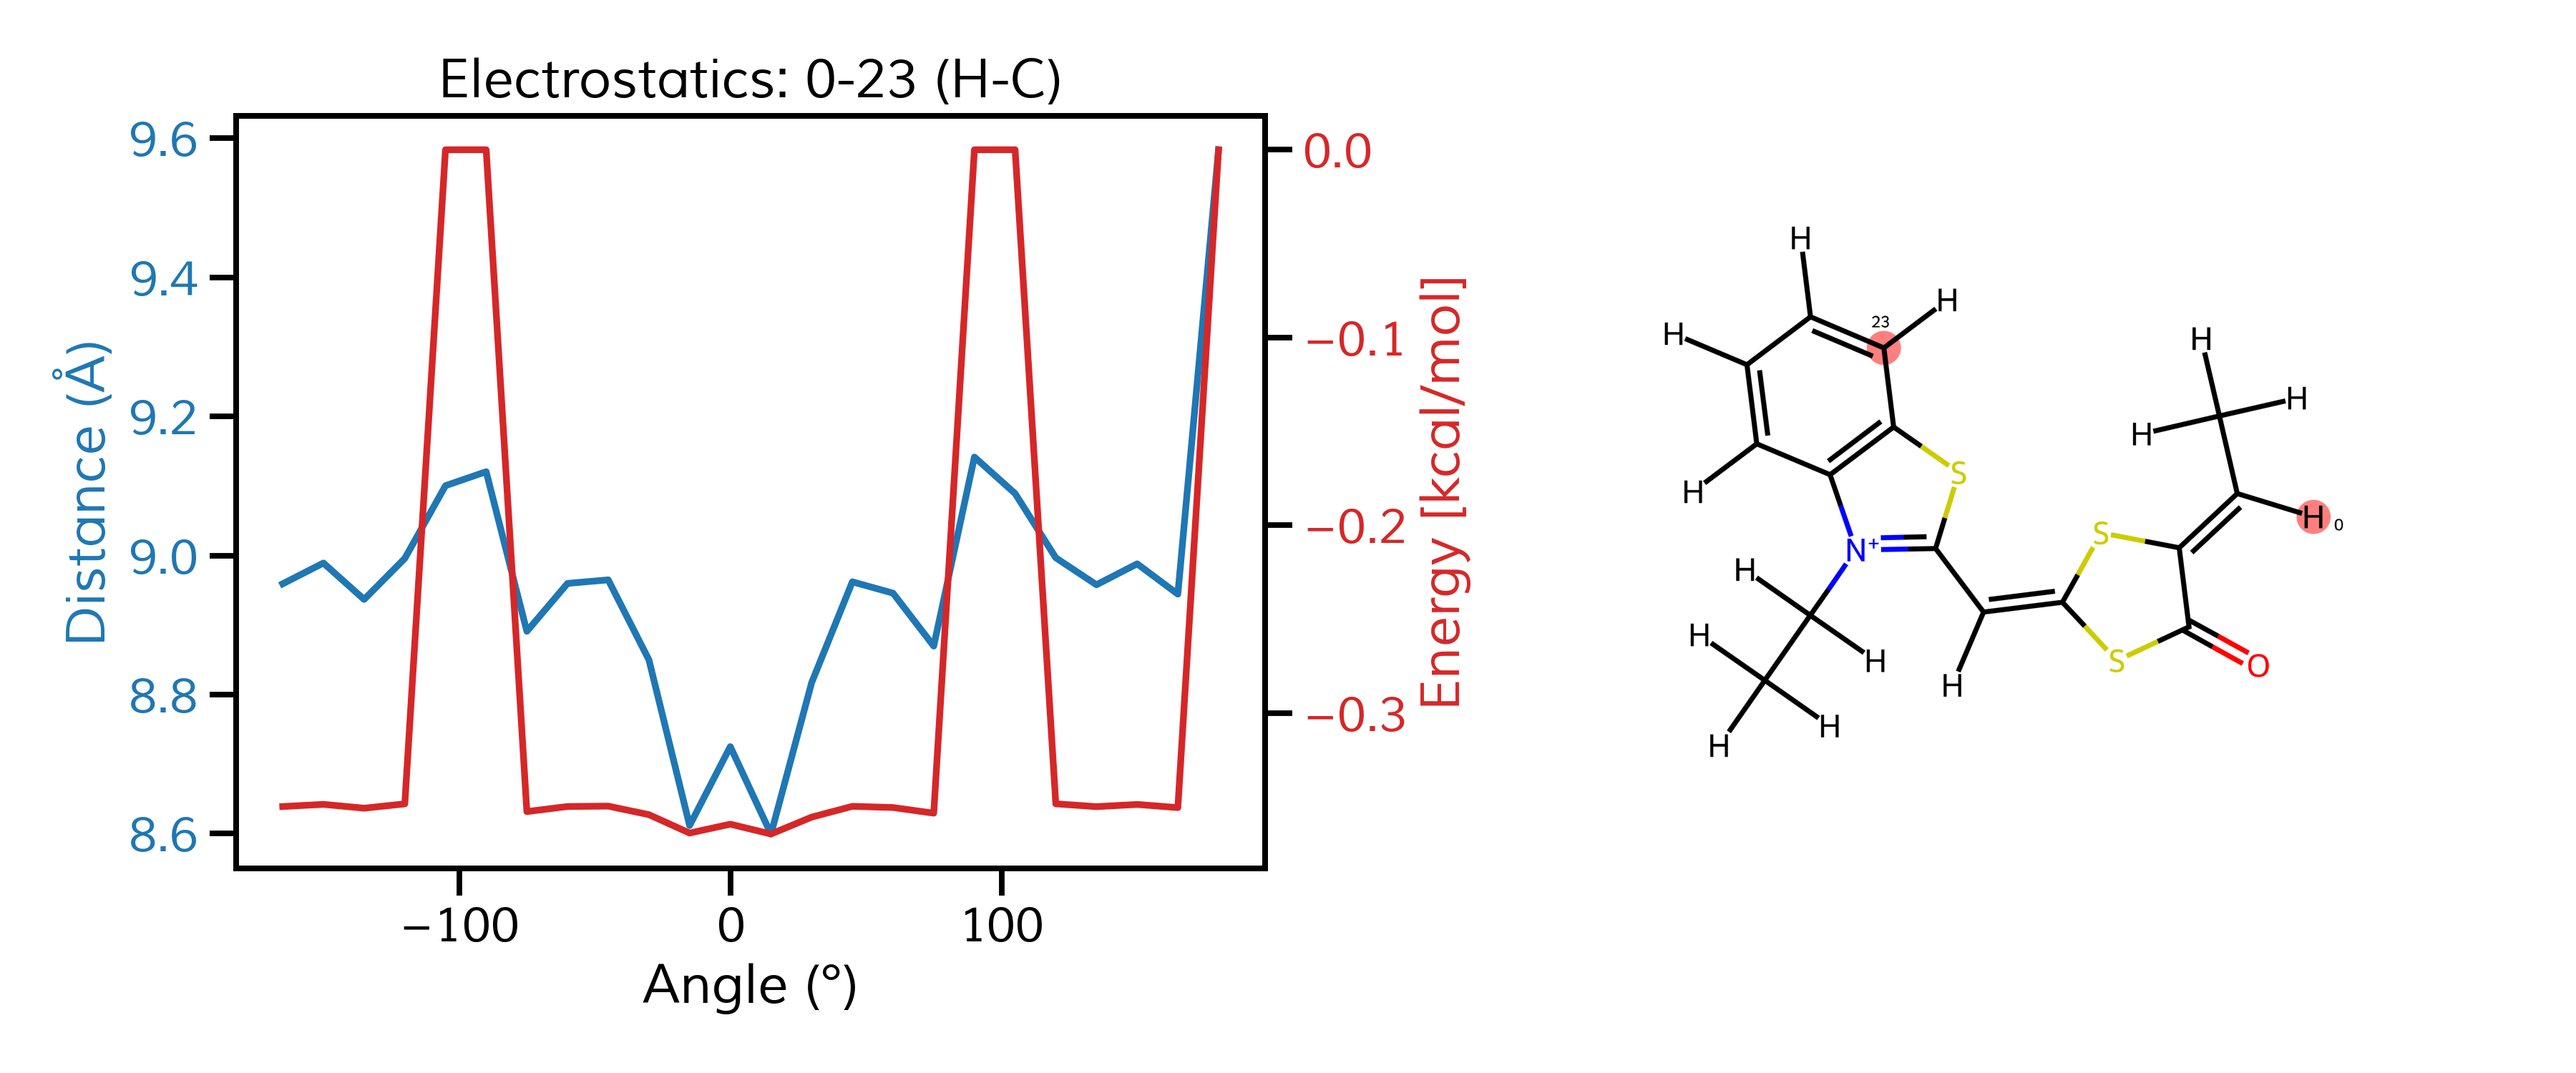 Electrostatics: 0-23 (H-C)
9.6
9.4
9.2
9.0
8.8
8.6
Distance (Å)
−100
0
100
Angle (°)
0.0
−0.1
−0.2
−0.3
Energy [kcal/mol]
H
H
23
H
H
H
H
H
S
H
0
H
N+
S
H
H
S
O
H
H
H
H